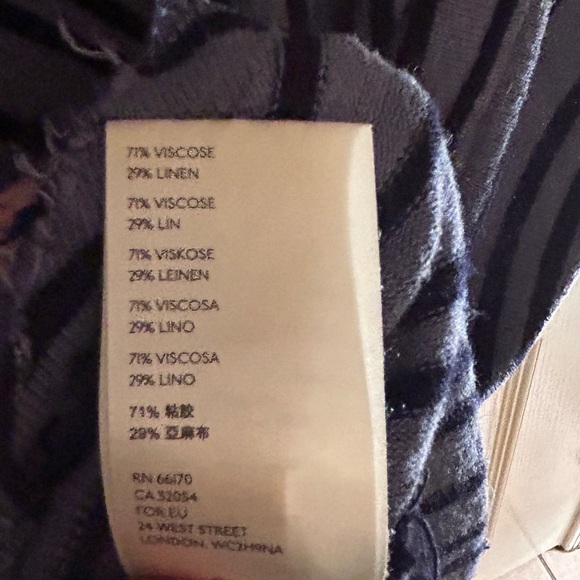 71% VISCOSE
29% LINEN
71% VISCOSE
29% LIN
71% VISKOSE
29% LEINEN
71% VISCOSA
29% LINO
71% VISCOSA
29% LINO
71% 粘胶
29% 亞麻布
RN 66170
CA 32054
FOR EU
24 WEST STREET
LONDON, WC2H9NA